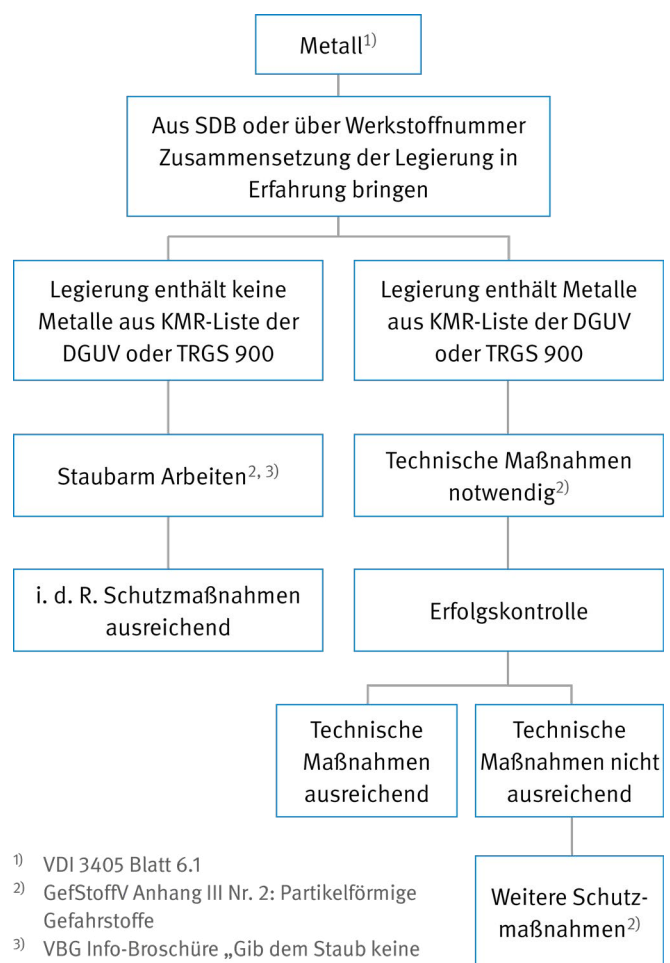 Metall1)
Aus SDB oder über Werkstoffnummer
Zusammensetzung der Legierung in
Erfahrung bringen
Legierung enthält keine
Metalle aus KMR-Liste der
DGUV oder TRGS 900
Legierung enthält Metalle
aus KMR-Liste der DGUV
oder TRGS 900
Staubarm Arbeiten2, 3)
Technische Maßnahmen
notwendig2)
i. d. R. Schutzmaßnahmen
ausreichend
Erfolgskontrolle
Technische
Maßnahmen
ausreichend
Technische
Maßnahmen nicht
ausreichend
Weitere Schutz-
maßnahmen2)
1) VDI 3405 Blatt 6.1
2) GefStoffV Anhang III Nr. 2: Partikelförmige
Gefahrstoffe
3) VBG Info-Broschüre „Gib dem Staub keine